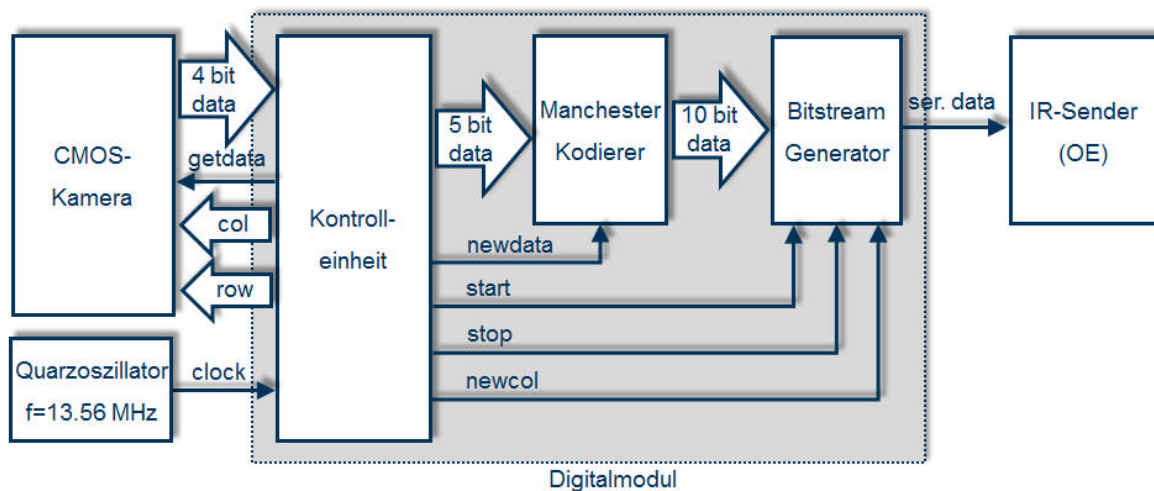 CMOS-
Kamera
4 bit
data
getdata
col
row
Quarzoszillator
f=13.56 MHz
clock
Kontroll-
einheit
5 bit
data
Manchester
Kodierer
10 bit
data
Bitstream
Generator
ser. data
IR-Sender
(OE)
newdata
start
stop
newcol
Digitalmodul